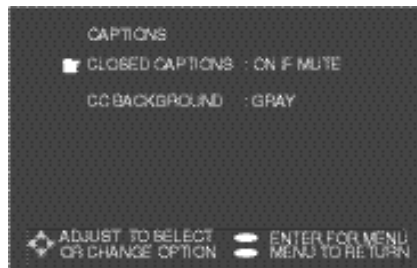 CAPTIONS
CLOSED CAPTIONS : ON IF MUTE
CC BACKGROUND : GRAY
ADJUST TO SELECT
OR CHANGE OPTION
ENTER FOR MENU
MENU TO RETURN